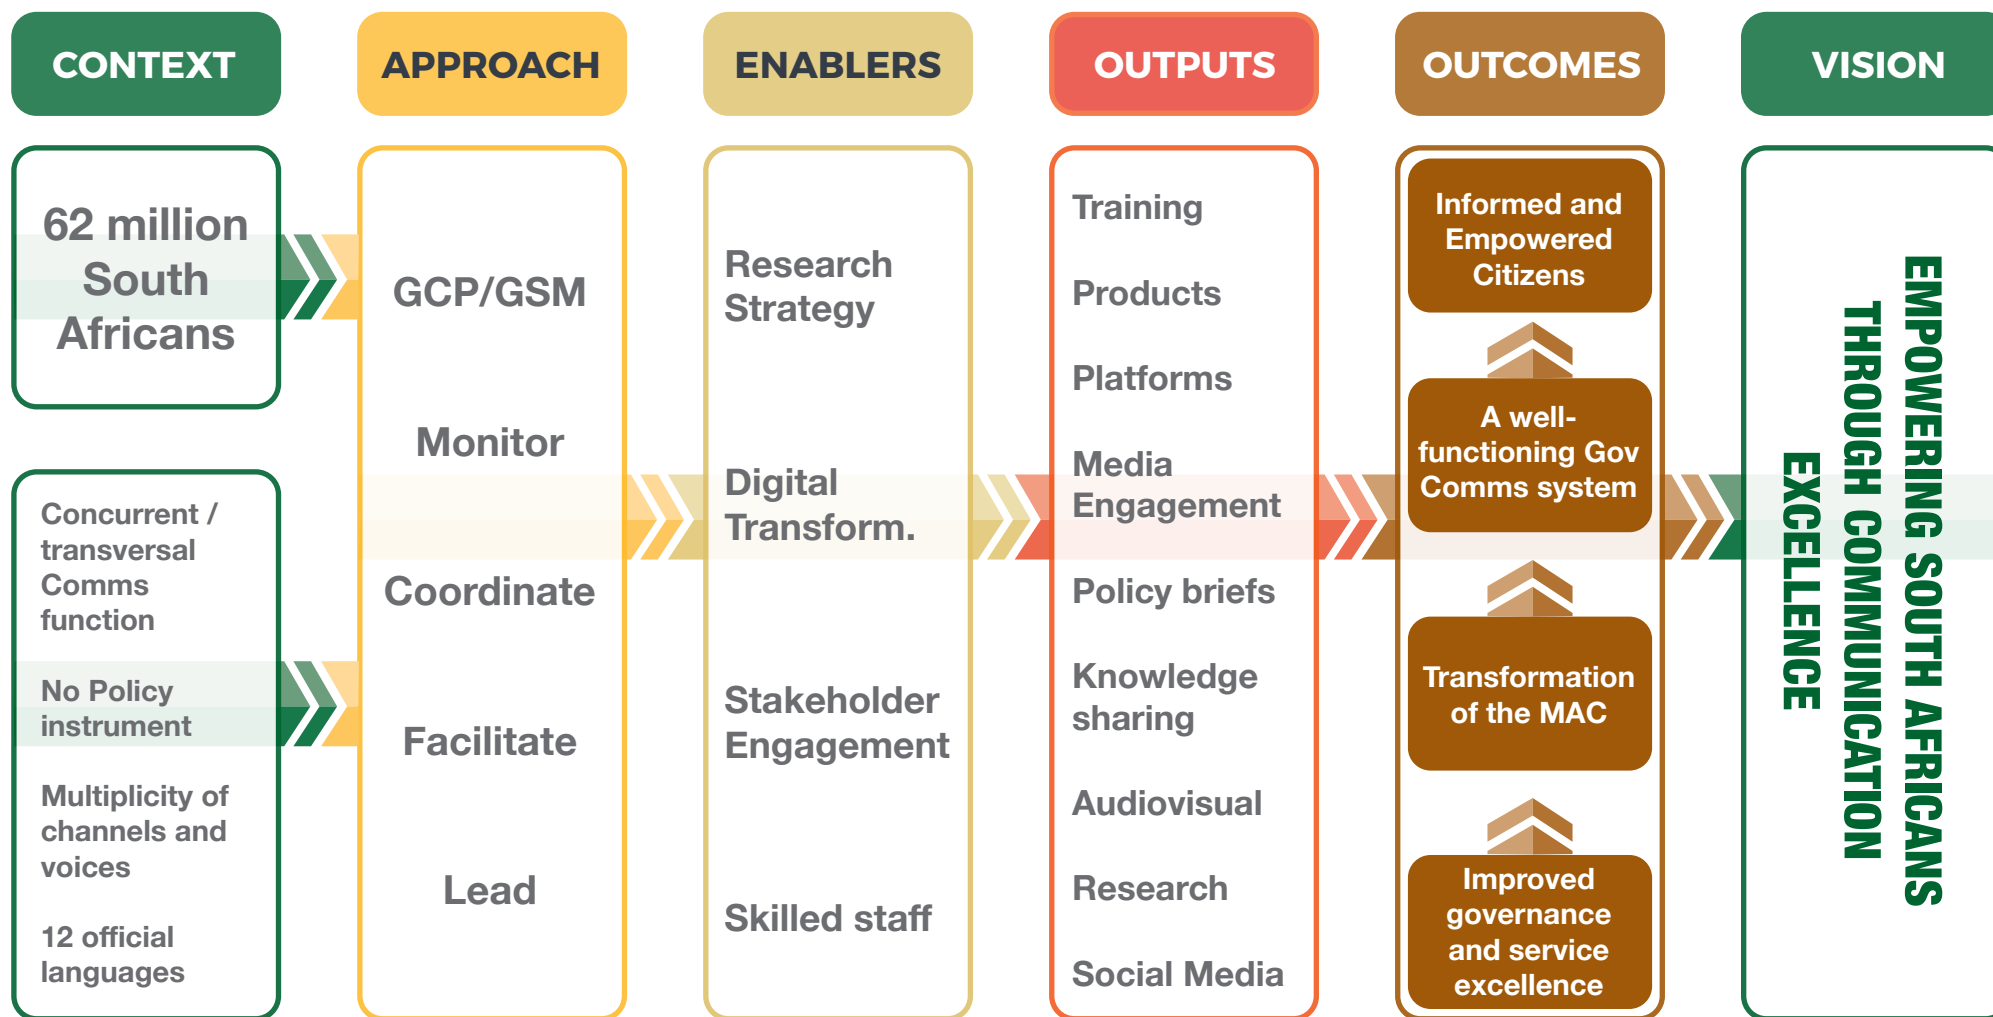 CONTEXT
62 million
South
Africans
Concurrent /
transversal
Comms
function
No Policy
instrument
Multiplicity of
channels and
voices
12 official
languages
APPROACH
GCP/GSM
Monitor
Coordinate
Facilitate
Lead
ENABLERS
Research
Strategy
Digital
Transform.
Stakeholder
Engagement
Skilled staff
OUTPUTS
Training
Products
Platforms
Media
Engagement
Policy briefs
Knowledge
sharing
Audiovisual
Research
Social Media
OUTCOMES
Informed and
Empowered
Citizens
A well-
functioning Gov
Comms system
Transformation
of the MAC
Improved
governance
and service
excellence
VISION
EMPOWERING SOUTH AFRICANS
THROUGH COMMUNICATION
EXCELLENCE